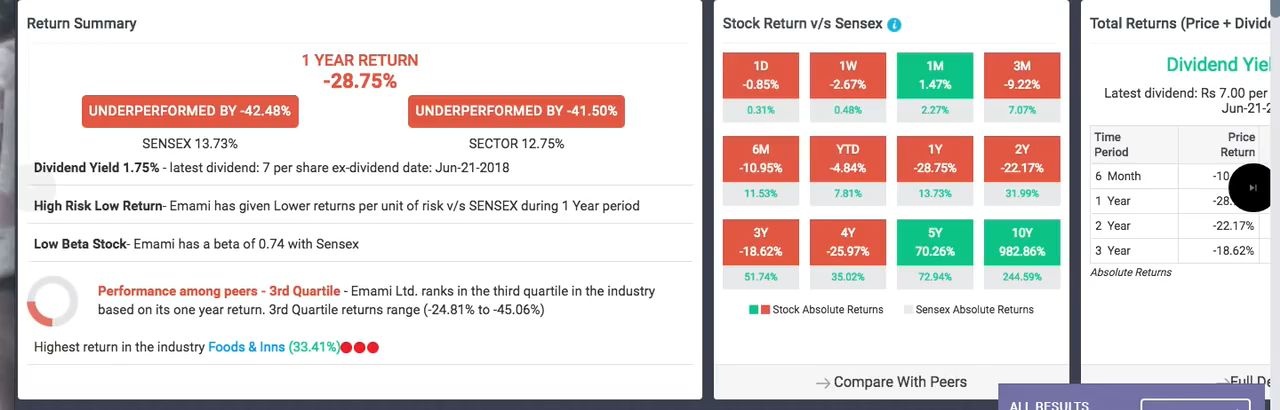 Return Summary
1 YEAR RETURN
-28.75%
UNDERPERFORMED BY -42.48%
UNDERPERFORMED BY -41.50%
SENSEX 13.73%
SECTOR 12.75%
Dividend Yield 1.75% - latest dividend: 7 per share ex-dividend date: Jun-21-2018
High Risk Low Return- Emami has given Lower returns per unit of risk v/s SENSEX during 1 Year period
Low Beta Stock- Emami has a beta of 0.74 with Sensex
Performance among peers - 3rd Quartile - Emami Ltd. ranks in the third quartile in the industry
based on its one year return. 3rd Quartile returns range (-24.81% to -45.06%)
Highest return in the industry Foods & Inns (33.41%)
Stock Return v/s Sensex
1D 1W 1M 3M
-0.85% -2.67% 1.47% -9.22%
0.31% 0.48% 2.27% 7.07%
6M YTD 1Y 2Y
-10.95% -4.84% -28.75% -22.17%
11.53% 7.81% 13.73% 31.99%
3Y 4Y 5Y 10Y
-18.62% -25.97% 70.26% 982.86%
51.74% 35.02% 72.94% 244.59%
Stock Absolute Returns Sensex Absolute Returns
Compare With Peers
Total Returns (Price +
Dividend
Latest dividend: Rs 7.00 per
Time Price
Period Return
6 Month
1 Year
2 Year -22.17%
3 Year -18.62%
Absolute Returns
Full
ALL RESULTS